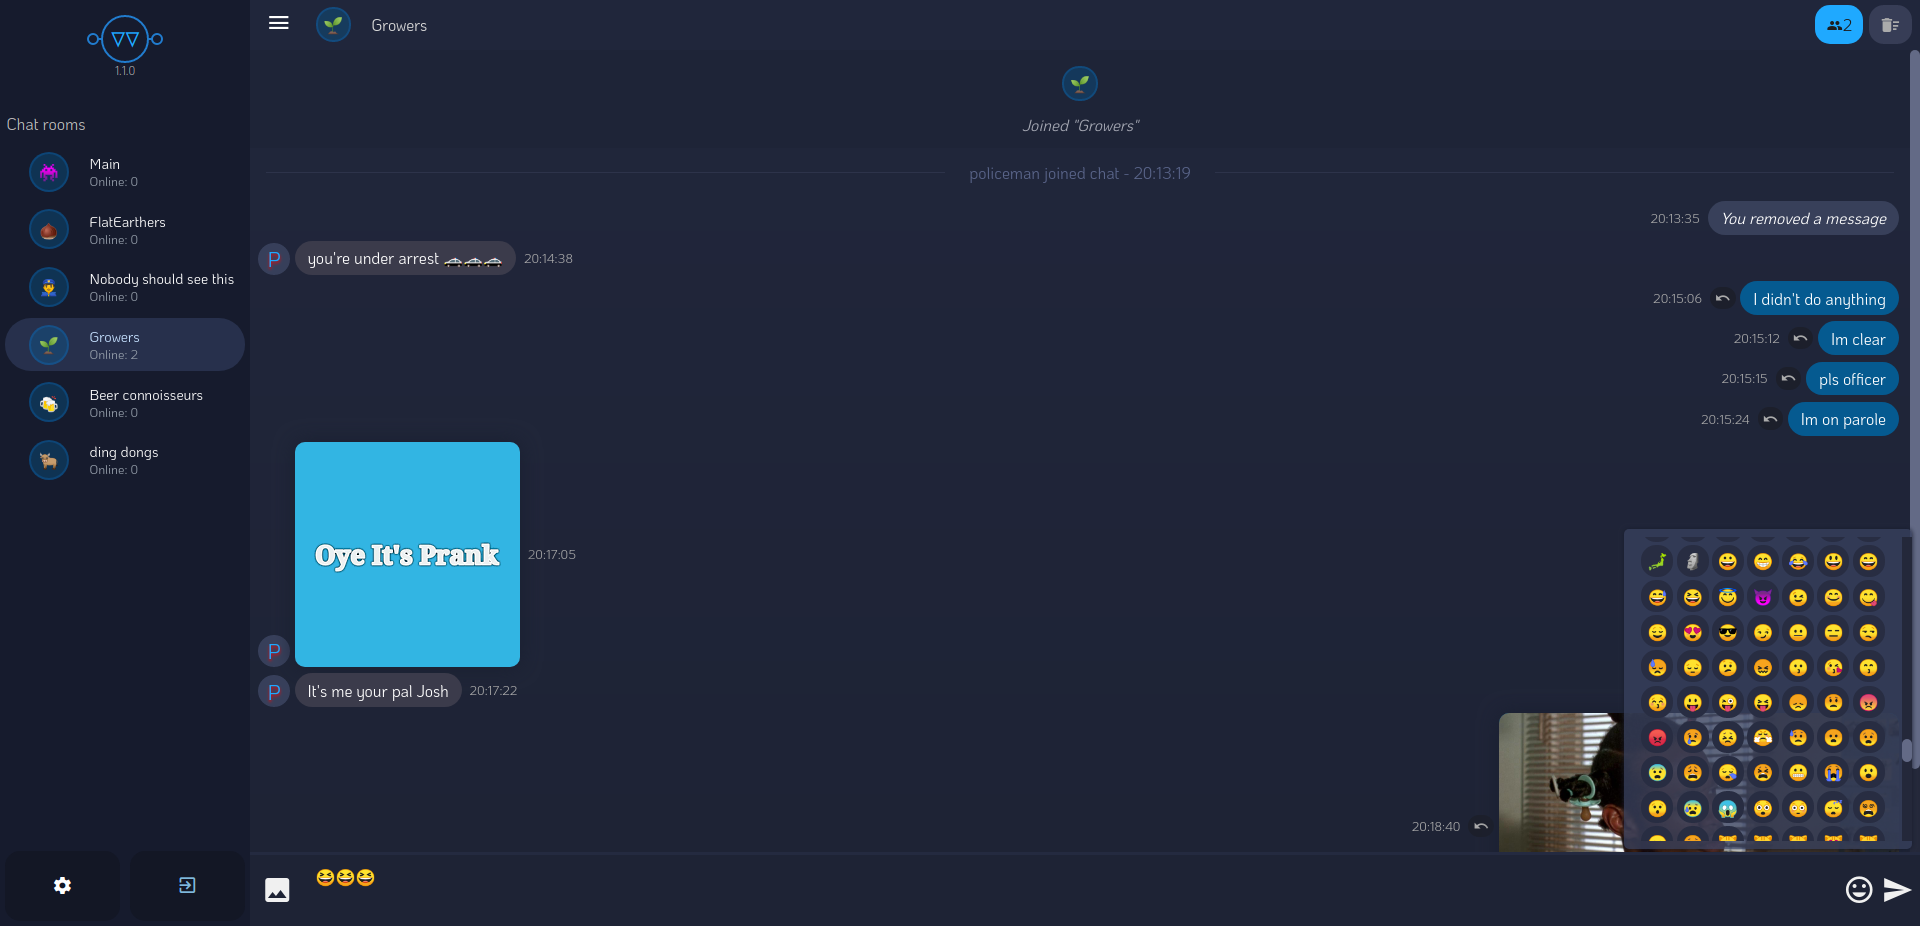 1.1.0
Chat rooms
Main
Online: 0
FlatEarthers
Online: 0
Nobody should see this
Online: 0
Growers
Online: 2
Beer connoisseurs
Online: 0
ding dongs
Online: 0
Growers
2
Joined "Growers"
policeman joined chat - 20:13:19
20:13:35 You removed a message
P you're under arrest 🚓🚓🚓 20:14:38
20:15:06 I didn't do anything
20:15:12 Im clear
20:15:15 pls officer
20:15:24 Im on parole
Oye It's Prank
20:17:05
P
P It's me your pal Josh 20:17:22
20:18:40
😆😆😆